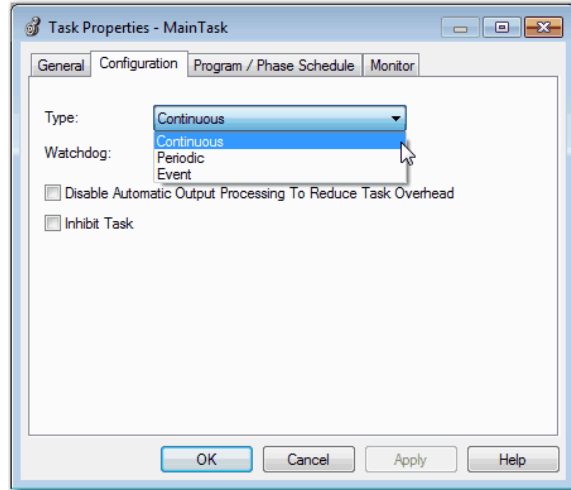 Task Properties - MainTask
General Configuration Program / Phase Schedule Monitor
Type: Continuous
Continuous
Watchdog: Periodic
Event
Disable Automatic Output Processing To Reduce Task Overhead
Inhibit Task
OK Cancel Apply Help